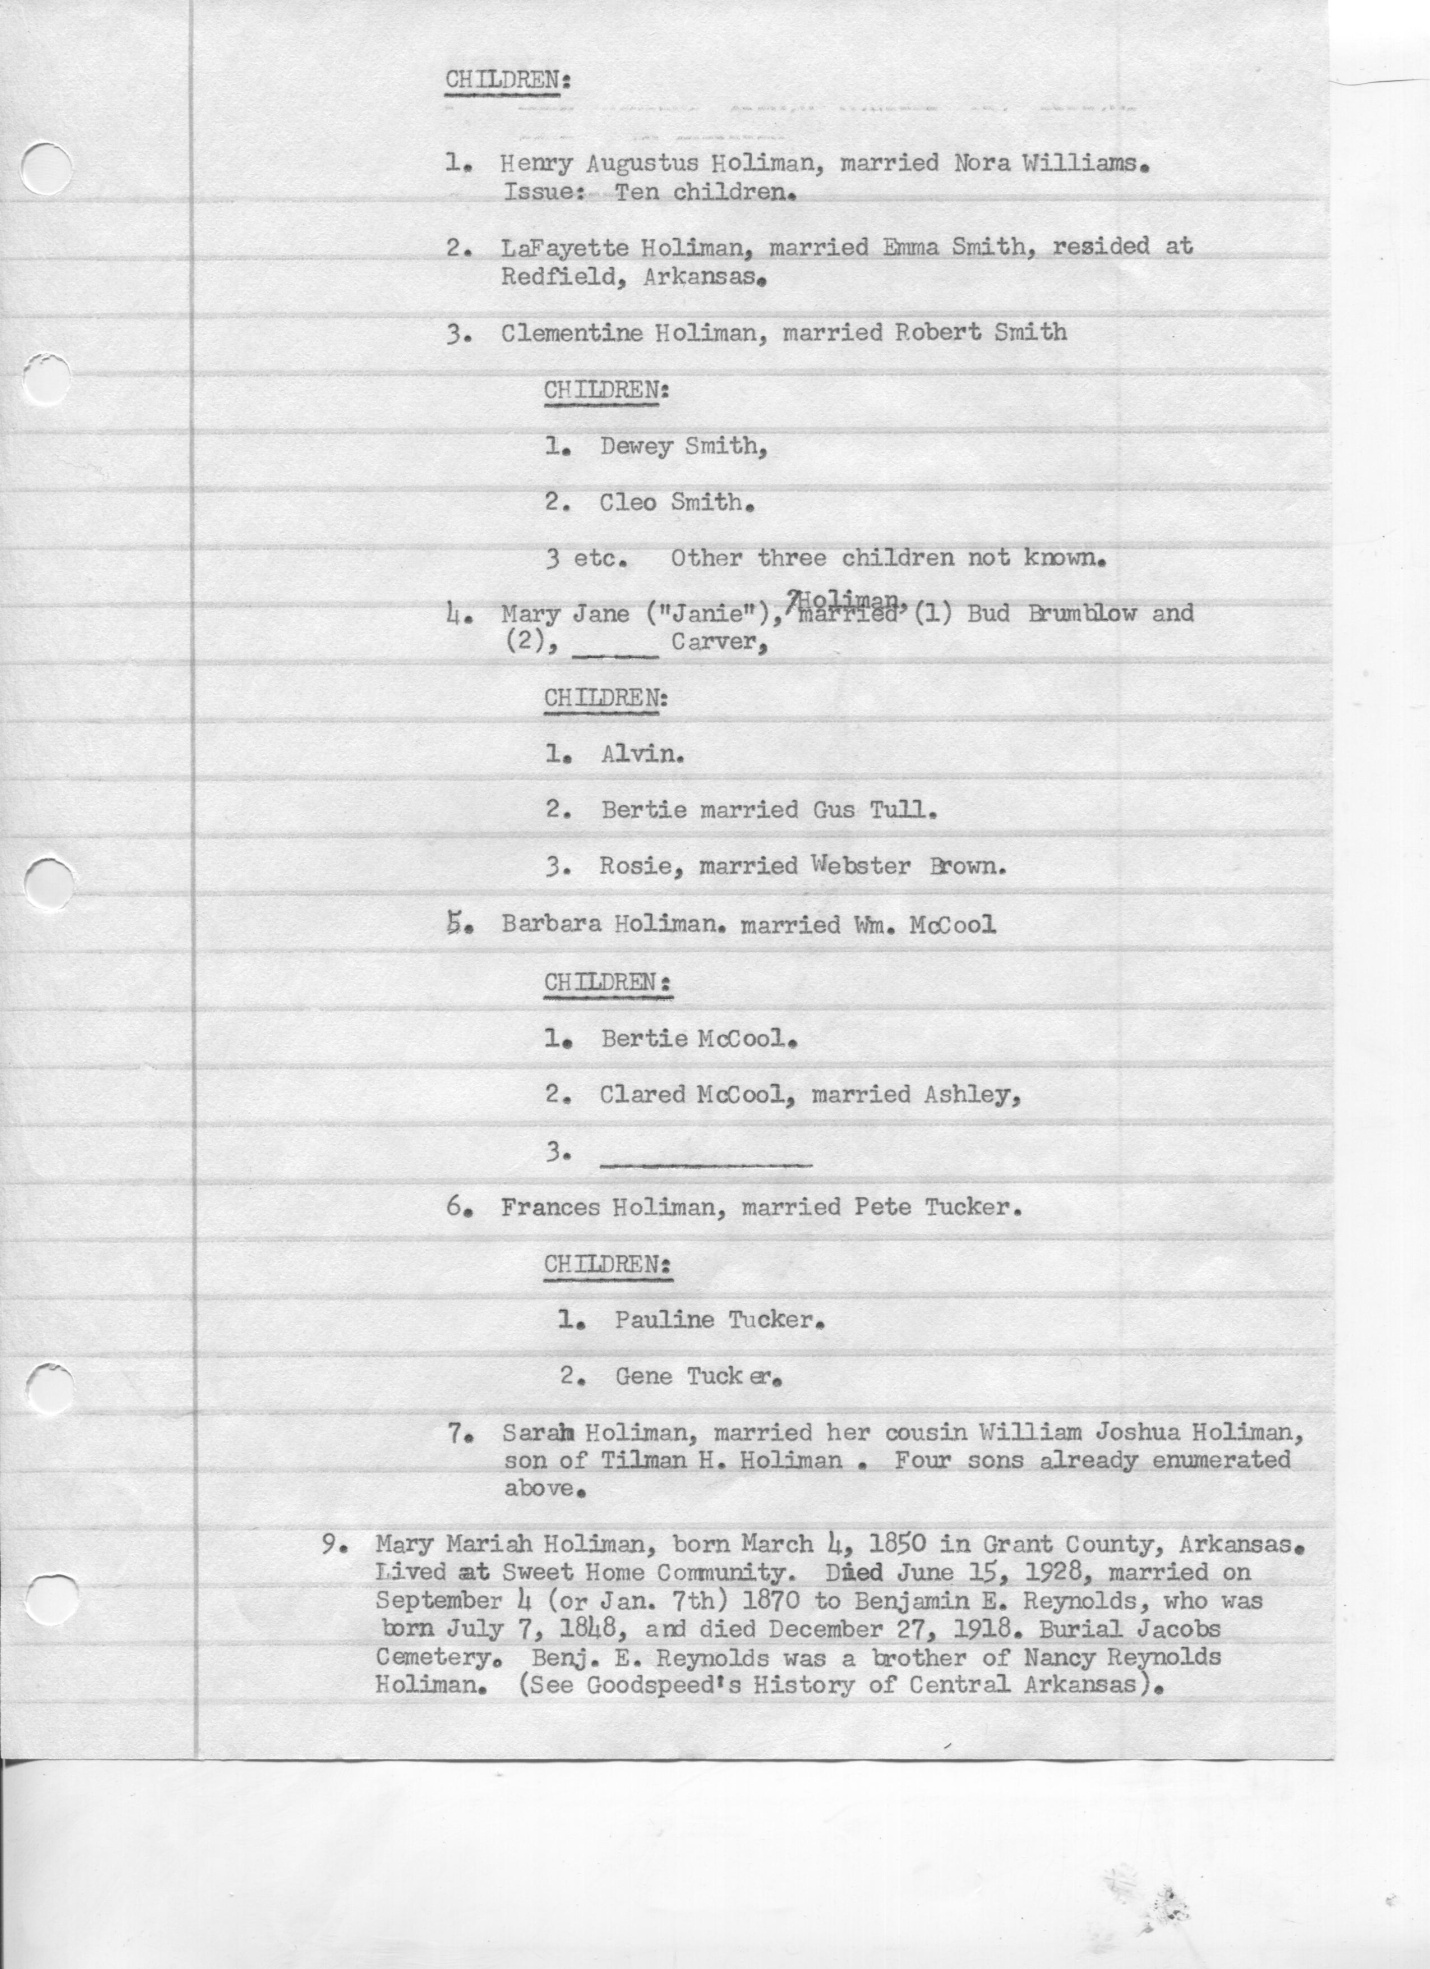 CHILDREN:
1. Henry Augustus Holiman, married Nora Williams.
Issue: Ten children.
2. LaFayette Holiman, married Emma Smith, resided at
Redfield, Arkansas.
3. Clementine Holiman, married Robert Smith
CHILDREN:
1. Dewey Smith,
2. Cleo Smith.
3 etc. Other three children not known.
Holiman,
4. Mary Jane ("Janie"), married (1) Bud Brumblow and
(2), ______ Carver,
CHILDREN:
1. Alvin.
2. Bertie married Gus Tull.
3. Rosie, married Webster Brown.
5. Barbara Holiman. married Wm. McCool
CHILDREN:
1. Bertie McCool.
2. Clared McCool, married Ashley,
3. _______________
6. Frances Holiman, married Pete Tucker.
CHILDREN:
1. Pauline Tucker.
2. Gene Tucker.
7. Sarah Holiman, married her cousin William Joshua Holiman,
son of Tilman H. Holiman . Four sons already enumerated
above.
9. Mary Mariah Holiman, born March 4, 1850 in Grant County, Arkansas.
Lived at Sweet Home Community. Died June 15, 1928, married on
September 4 (or Jan. 7th) 1870 to Benjamin E. Reynolds, who was
born July 7, 1848, and died December 27, 1918. Burial Jacobs
Cemetery. Benj. E. Reynolds was a brother of Nancy Reynolds
Holiman. (See Goodspeed's History of Central Arkansas).